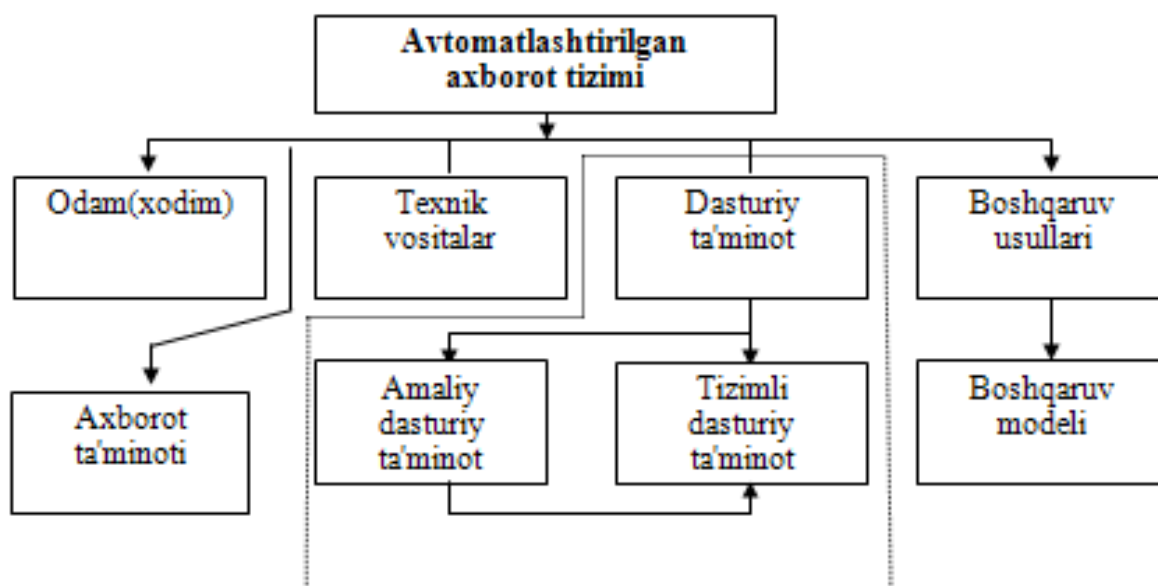 Avtomatlashtirilgan
axborot tizimi
Odam(xodim)
Texnik
vositalar
Dasturiy
ta'minot
Boshqaruv
usullari
Axborot
ta'minoti
Amaliy
dasturiy
ta'minot
Tizimli
dasturiy
ta'minot
Boshqaruv
modeli